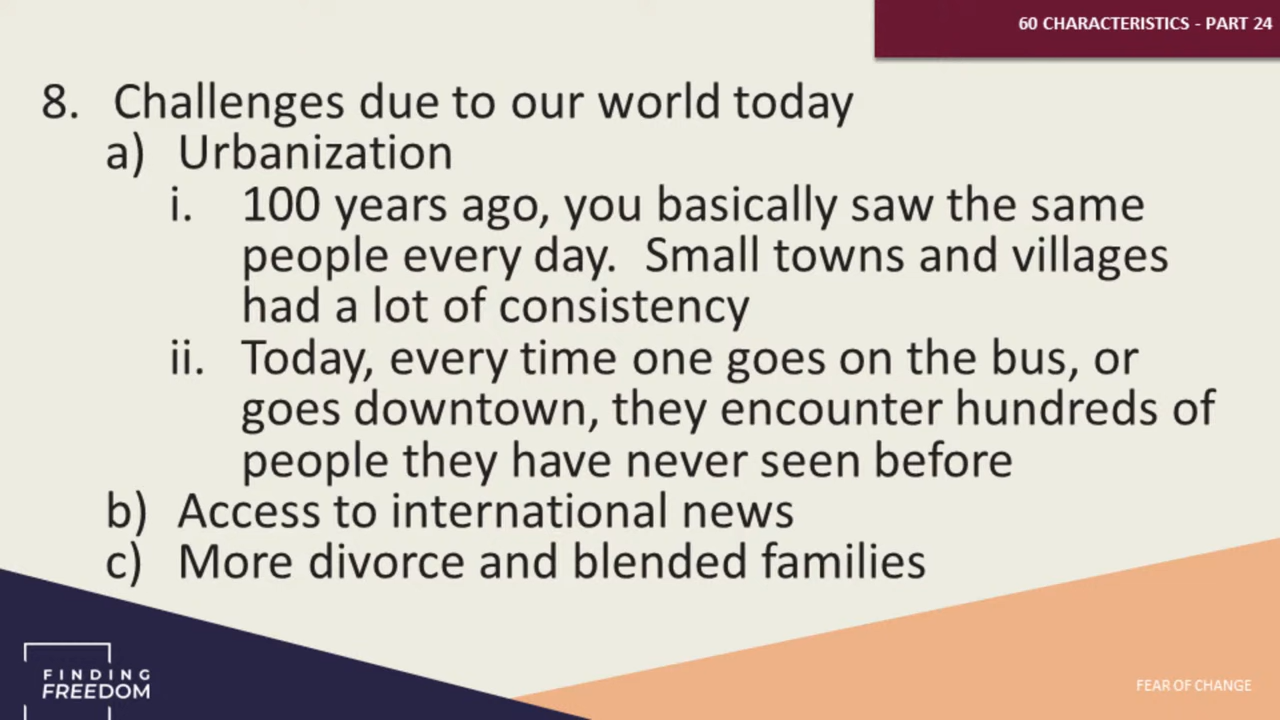 60 CHARACTERISTICS - PART 24
8. Challenges due to our world today
a) Urbanization
i. 100 years ago, you basically saw the same
people every day. Small towns and villages
had a lot of consistency
ii. Today, every time one goes on the bus, or
goes downtown, they encounter hundreds of
people they have never seen before
b) Access to international news
c) More divorce and blended families
FINDING
FREEDOM
FEAR OF CHANGE